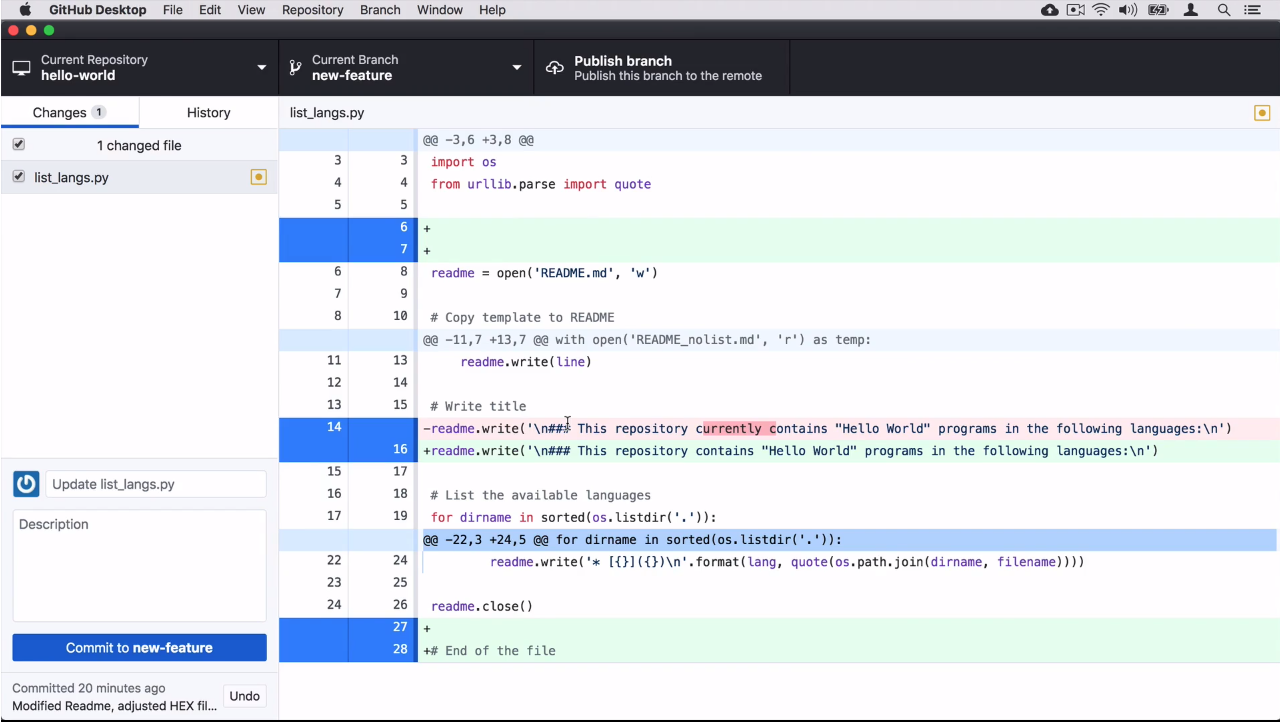 GitHub Desktop File Edit View Repository Branch Window Help
Current Repository
hello-world
Current Branch
new-feature
Publish branch
Publish this branch to the remote
Changes 1 History
list_langs.py
1 changed file
list_langs.py
@@ -3,6 +3,8 @@
3 3 import os
4 4 from urllib.parse import quote
5 5
6 +
7 +
6 8 readme = open('README.md', 'w')
7 9
8 10 # Copy template to README
@@ -11,7 +13,7 @@ with open('README_nolist.md', 'r') as temp:
11 13 readme.write(line)
12 14
13 15 # Write title
14 -readme.write('\n### This repository currently contains "Hello World" programs in the following languages:\n')
16 +readme.write('\n### This repository contains "Hello World" programs in the following languages:\n')
15 17
16 18 # List the available languages
17 19 for dirname in sorted(os.listdir('.')):
@@ -22,3 +24,5 @@ for dirname in sorted(os.listdir('.')):
22 24 readme.write('* [{}]({})\n'.format(lang, quote(os.path.join(dirname, filename))))
23 25
24 26 readme.close()
27 +
28 +# End of the file
Update list_langs.py
Description
Commit to new-feature
Committed 20 minutes ago
Modified Readme, adjusted HEX fil...
Undo